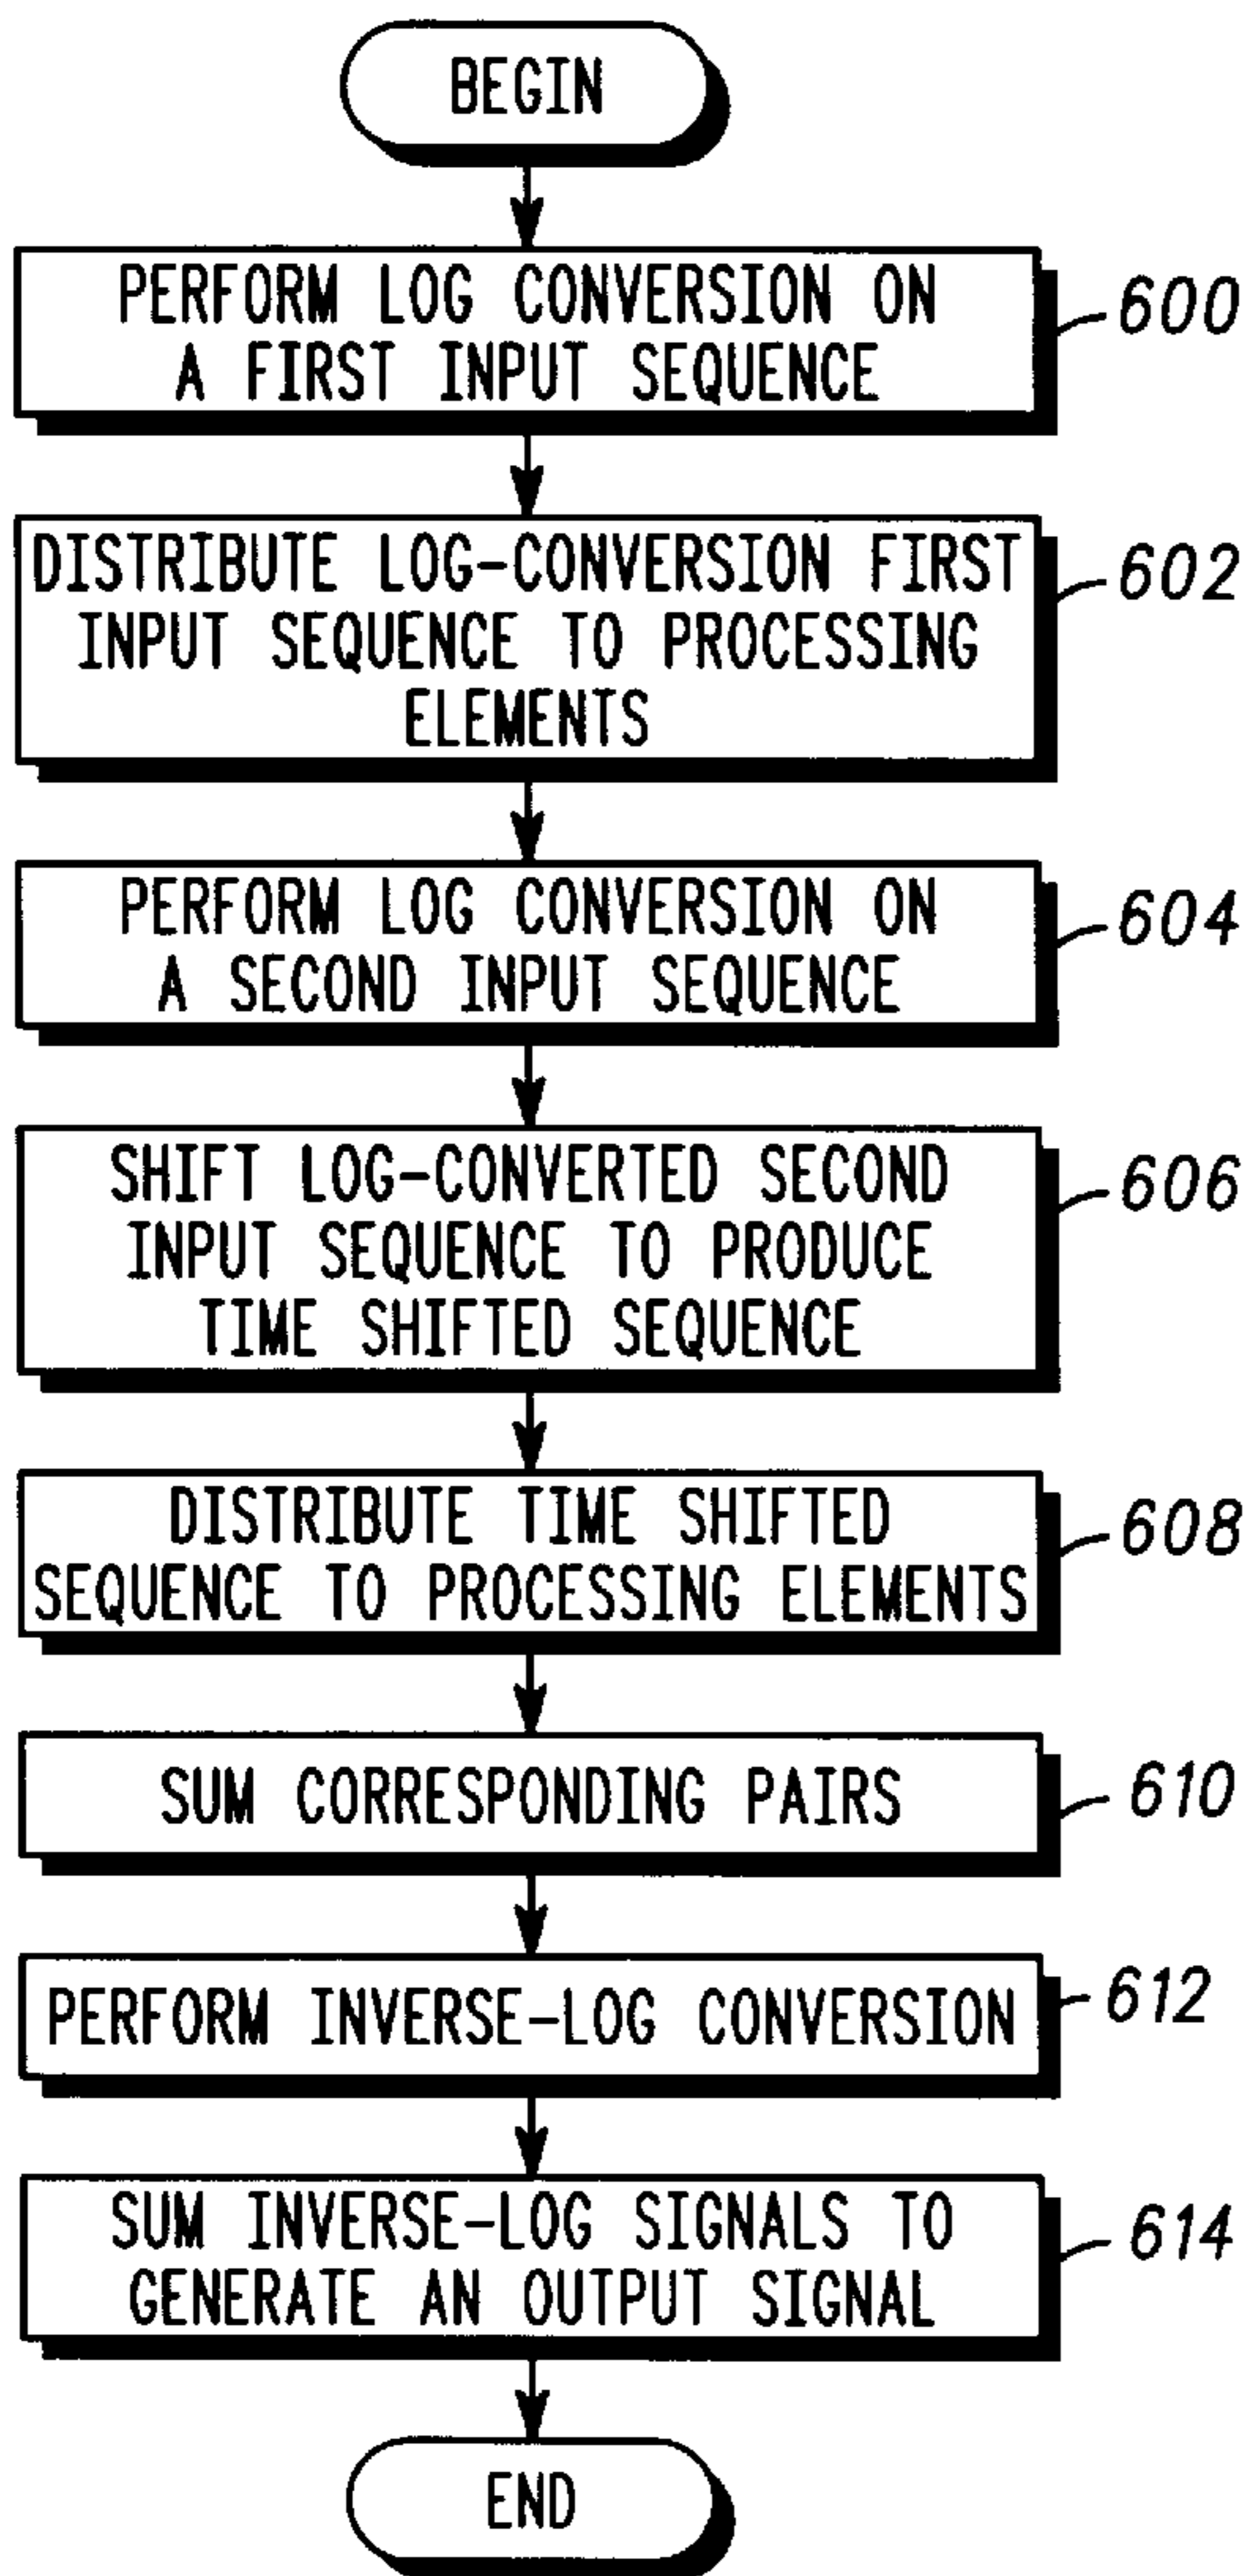 BEGIN
PERFORM LOG CONVERSION ON
A FIRST INPUT SEQUENCE
600
DISTRIBUTE LOG-CONVERSION FIRST
INPUT SEQUENCE TO PROCESSING
ELEMENTS
602
PERFORM LOG CONVERSION ON
A SECOND INPUT SEQUENCE
604
SHIFT LOG-CONVERTED SECOND
INPUT SEQUENCE TO PRODUCE
TIME SHIFTED SEQUENCE
606
DISTRIBUTE TIME SHIFTED
SEQUENCE TO PROCESSING ELEMENTS
608
SUM CORRESPONDING PAIRS
610
PERFORM INVERSE-LOG CONVERSION
612
SUM INVERSE-LOG SIGNALS TO
GENERATE AN OUTPUT SIGNAL
614
END